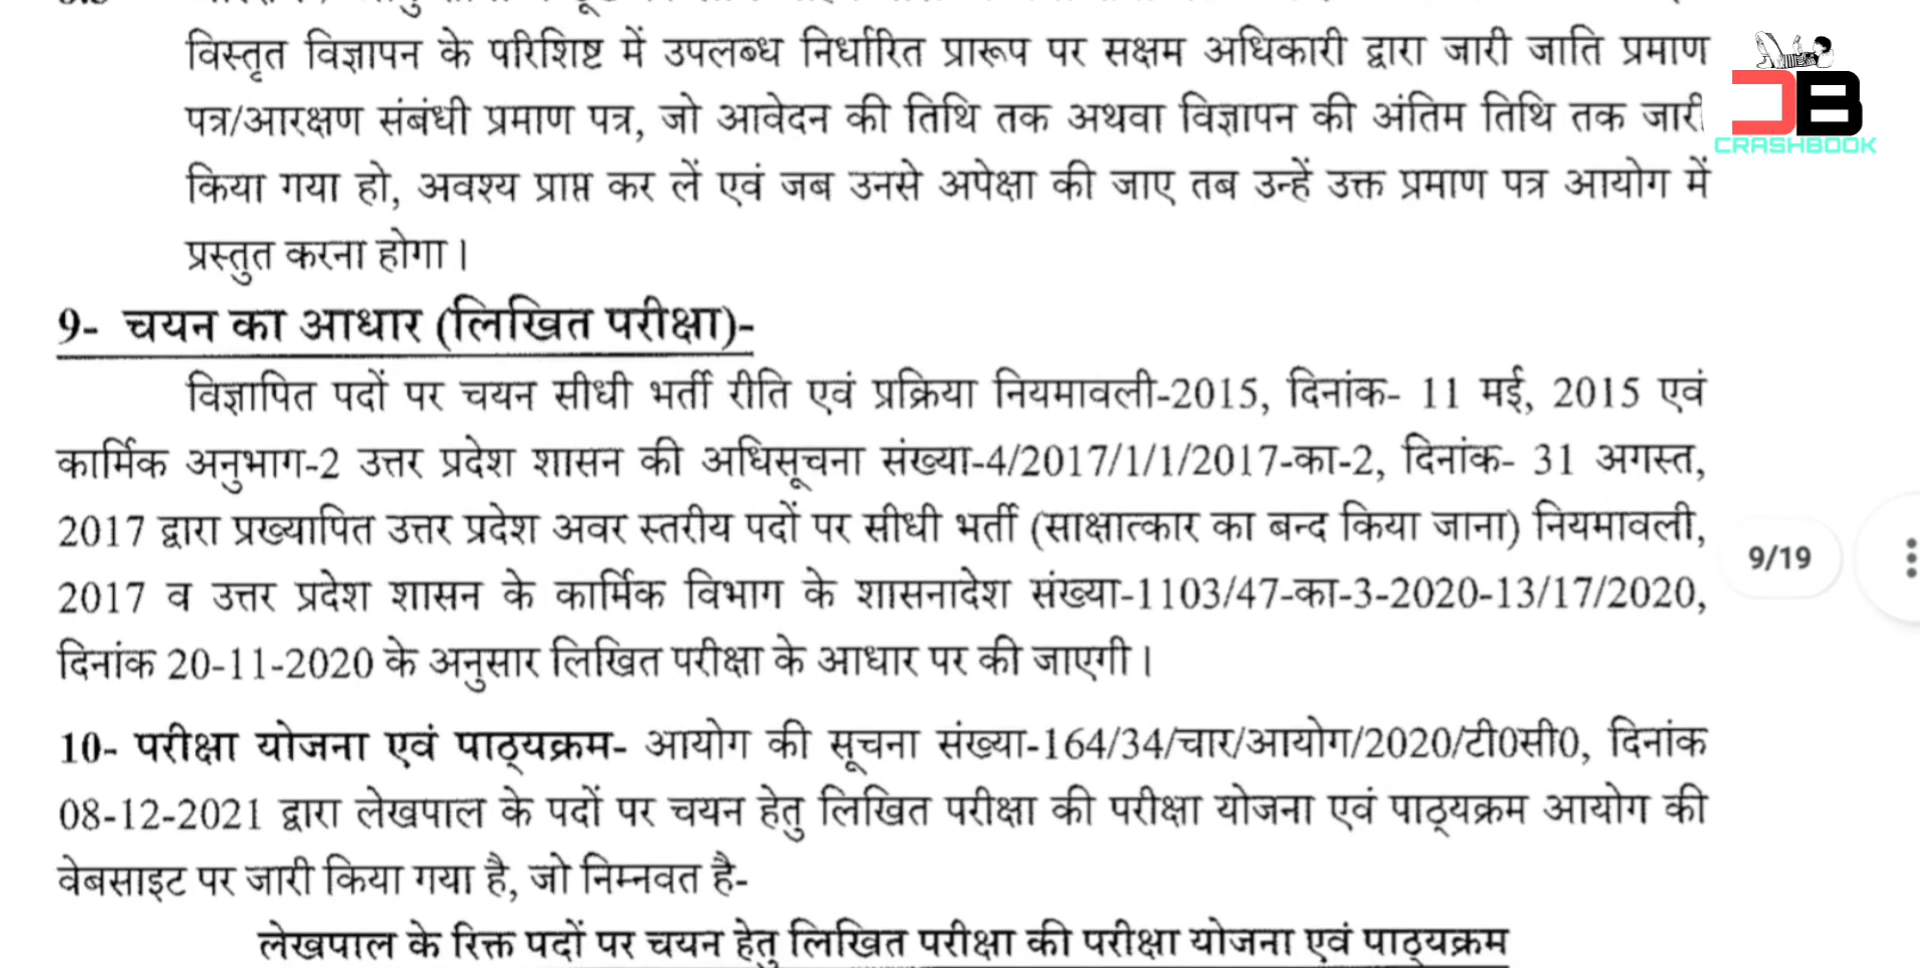 विस्तृत विज्ञापन के परिशिष्ट में उपलब्ध निर्धारित प्रारूप पर सक्षम अधिकारी द्वारा जारी जाति प्रमाण
पत्र/आरक्षण संबंधी प्रमाण पत्र, जो आवेदन की तिथि तक अथवा विज्ञापन की अंतिम तिथि तक जारी
किया गया हो, अवश्य प्राप्त कर लें एवं जब उनसे अपेक्षा की जाए तब उन्हें उक्त प्रमाण पत्र आयोग में
प्रस्तुत करना होगा।
9- चयन का आधार (लिखित परीक्षा)-
विज्ञापित पदों पर चयन सीधी भर्ती रीति एवं प्रक्रिया नियमावली-2015, दिनांक- 11 मई, 2015 एवं
कार्मिक अनुभाग-2 उत्तर प्रदेश शासन की अधिसूचना संख्या-4/2017/1/1/2017-का-2, दिनांक- 31 अगस्त,
2017 द्वारा प्रख्यापित उत्तर प्रदेश अवर स्तरीय पदों पर सीधी भर्ती (साक्षात्कार का बन्द किया जाना) नियमावली,
2017 व उत्तर प्रदेश शासन के कार्मिक विभाग के शासनादेश संख्या-1103/47-का-3-2020-13/17/2020,
दिनांक 20-11-2020 के अनुसार लिखित परीक्षा के आधार पर की जाएगी।
10- परीक्षा योजना एवं पाठ्यक्रम- आयोग की सूचना संख्या-164/34/चार/आयोग/2020/टी0सी0, दिनांक
08-12-2021 द्वारा लेखपाल के पदों पर चयन हेतु लिखित परीक्षा की परीक्षा योजना एवं पाठ्यक्रम आयोग की
वेबसाइट पर जारी किया गया है, जो निम्नवत है-
लेखपाल के रिक्त पदों पर चयन हेतु लिखित परीक्षा की परीक्षा योजना एवं पाठ्यक्रम
CRASHBOOK
9/19